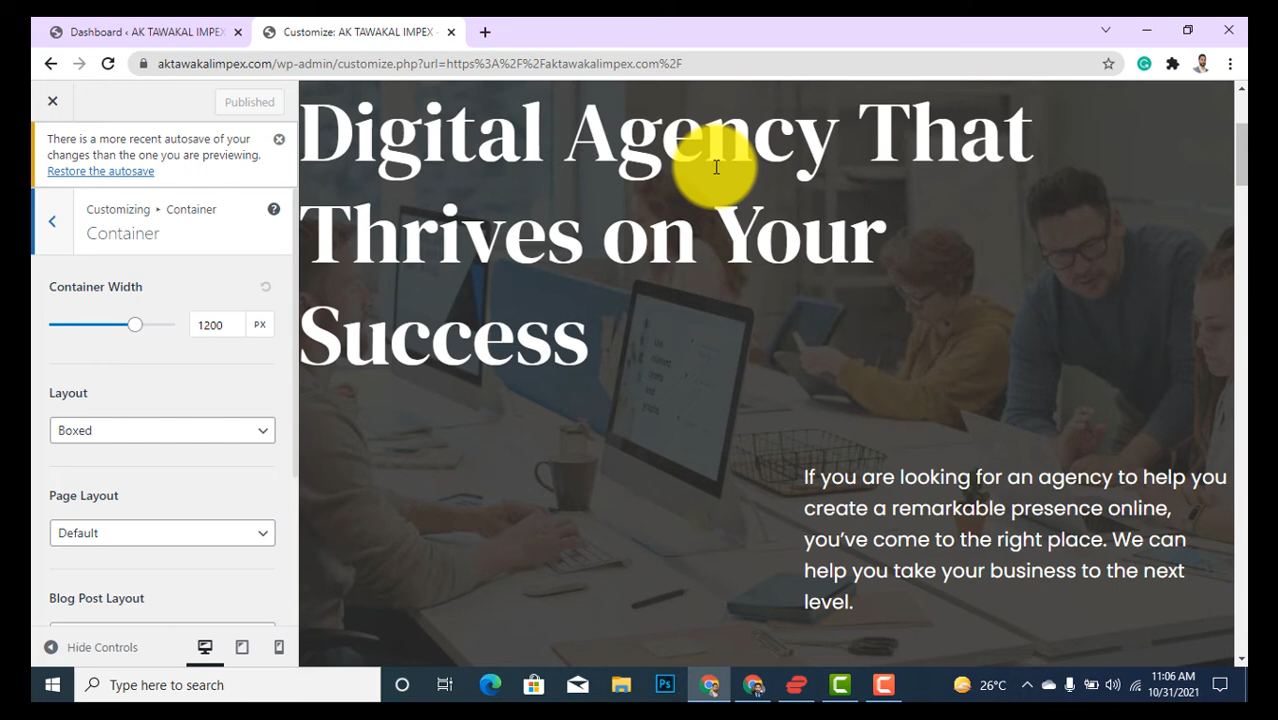 Dashboard ‹ AK TAWAKAL IMPEX
Customize: AK TAWAKAL IMPEX -
aktawakalimpex.com/wp-admin/customize.php?url=https%3A%2F%2Faktawakalimpex.com%2F
Published
There is a more recent autosave of your
changes than the one you are previewing.
Restore the autosave
Customizing ▸ Container
Container
Container Width
1200 PX
Layout
Boxed
Page Layout
Default
Blog Post Layout
Hide Controls
Digital Agency That
Thrives on Your
Success
If you are looking for an agency to help you
create a remarkable presence online,
you’ve come to the right place. We can
help you take your business to the next
level.
Type here to search
Ps
26°C
11:06 AM
10/31/2021